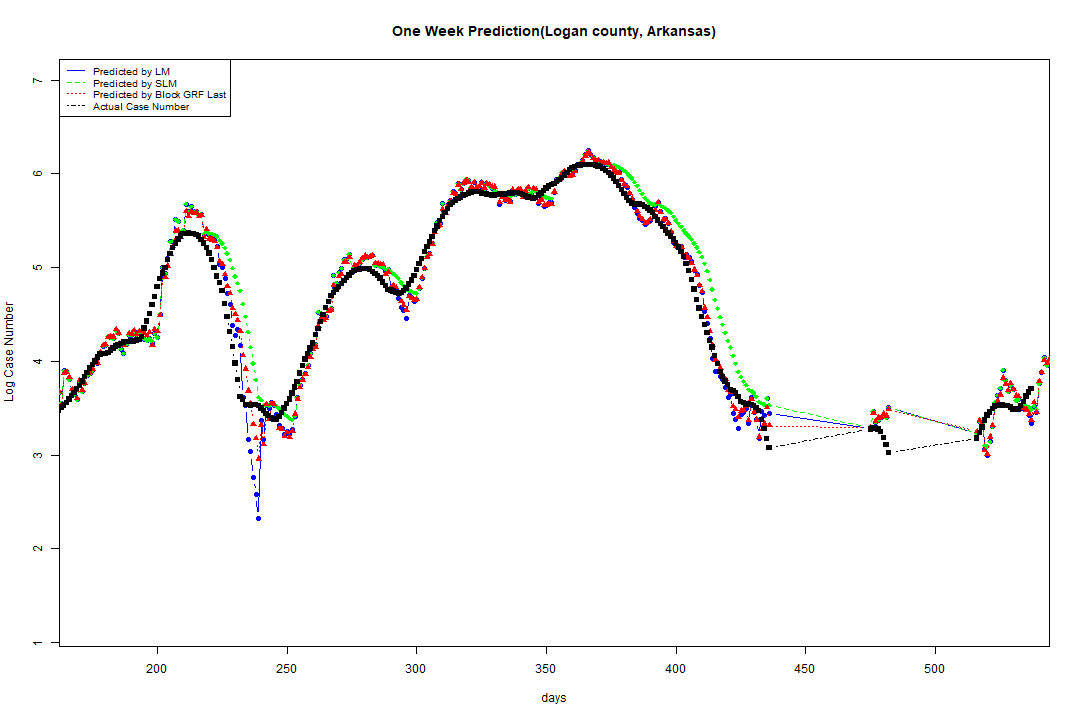 One Week Prediction(Logan county, Arkansas)
Predicted by LM
Predicted by SLM
Predicted by Block GRF Last
Actual Case Number
7
6
5
4
3
2
1
Log Case Number
200 250 300 350 400 450 500
days